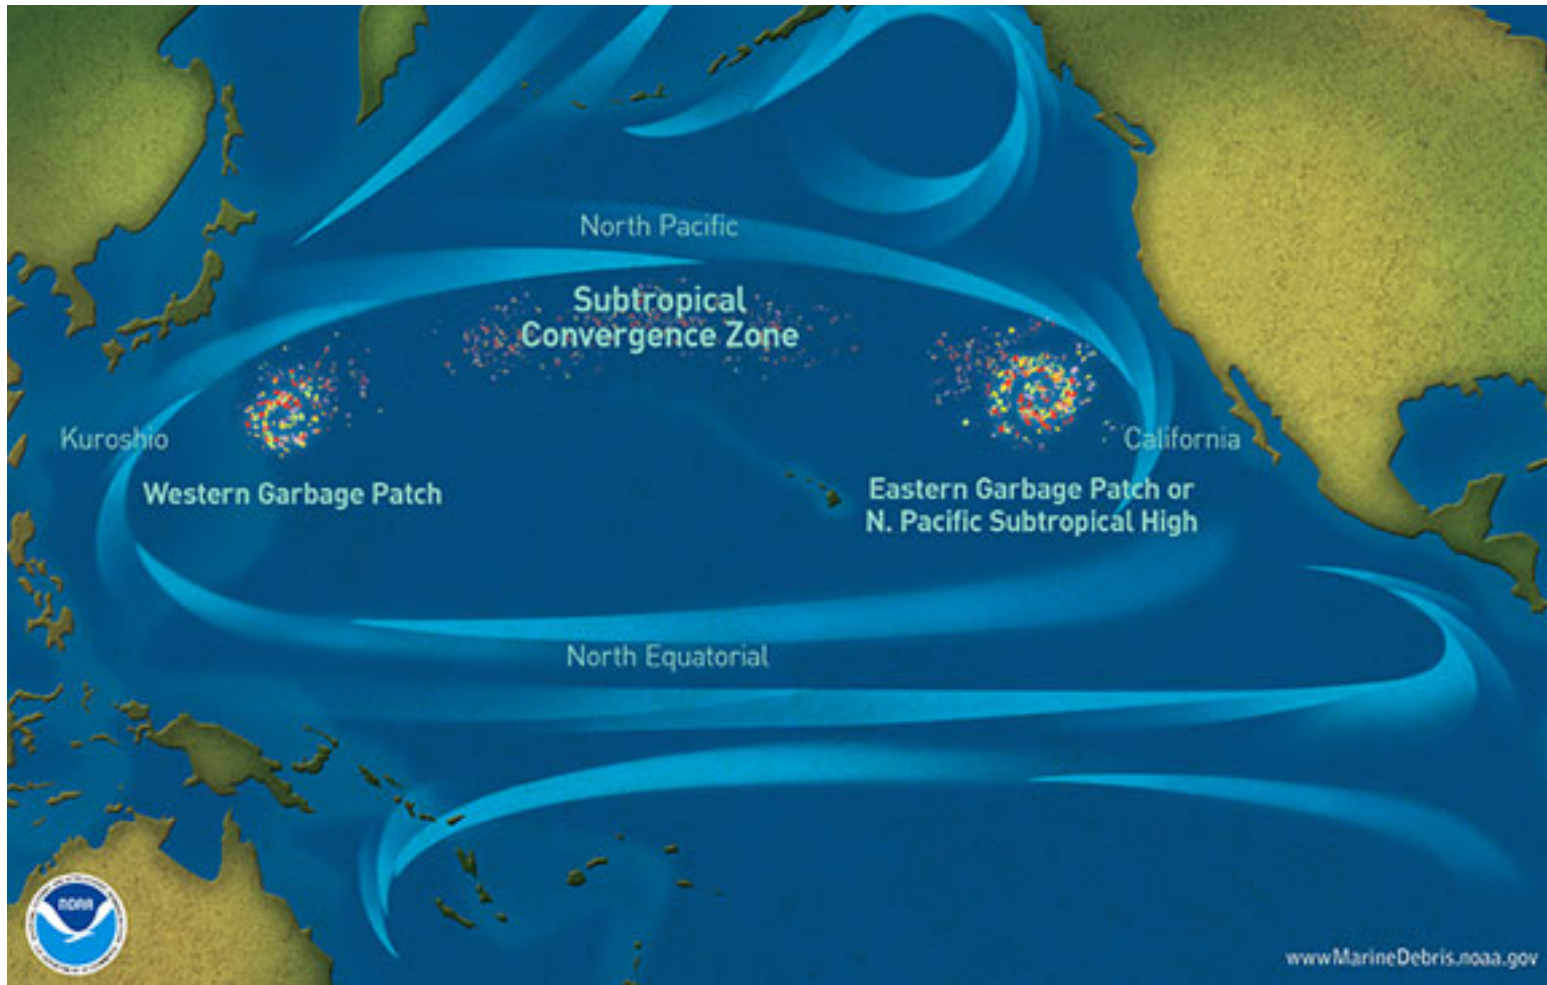 North Pacific
Subtropical
Convergence Zone
Kuroshio
California
Western Garbage Patch
Eastern Garbage Patch or
N. Pacific Subtropical High
North Equatorial
NOAA
www.MarineDebris.noaa.gov